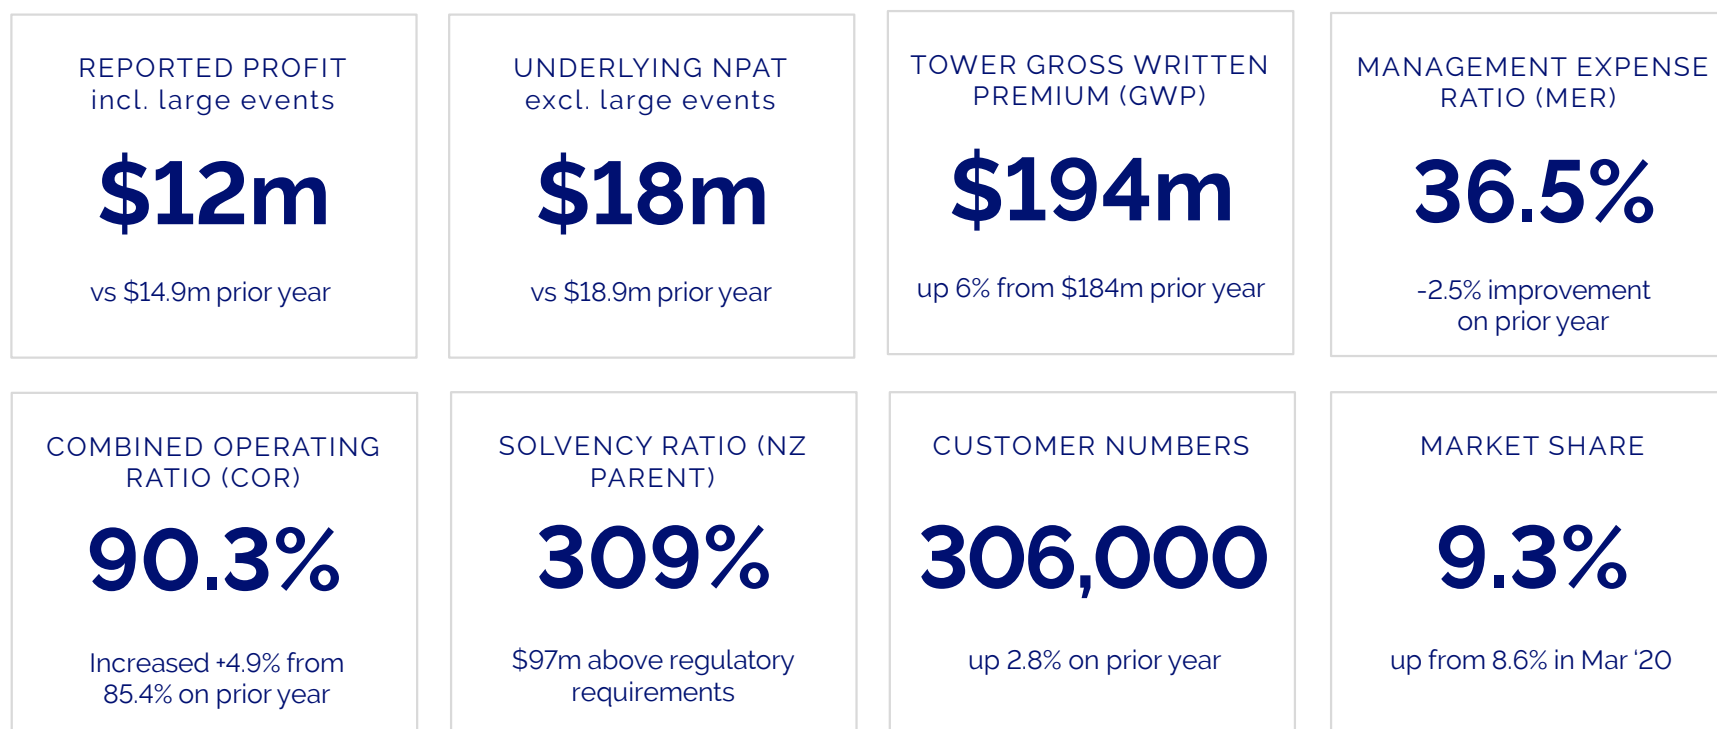 REPORTED PROFIT
incl. large events
$12m
vs $14.9m prior year
UNDERLYING NPAT
excl. large events
$18m
vs $18.9m prior year
TOWER GROSS WRITTEN
PREMIUM (GWP)
$194m
up 6% from $184m prior year
MANAGEMENT EXPENSE
RATIO (MER)
36.5%
-2.5% improvement
on prior year
COMBINED OPERATING
RATIO (COR)
90.3%
Increased +4.9% from
85.4% on prior year
SOLVENCY RATIO (NZ
PARENT)
309%
$97m above regulatory
requirements
CUSTOMER NUMBERS
306,000
up 2.8% on prior year
MARKET SHARE
9.3%
up from 8.6% in Mar ‘20